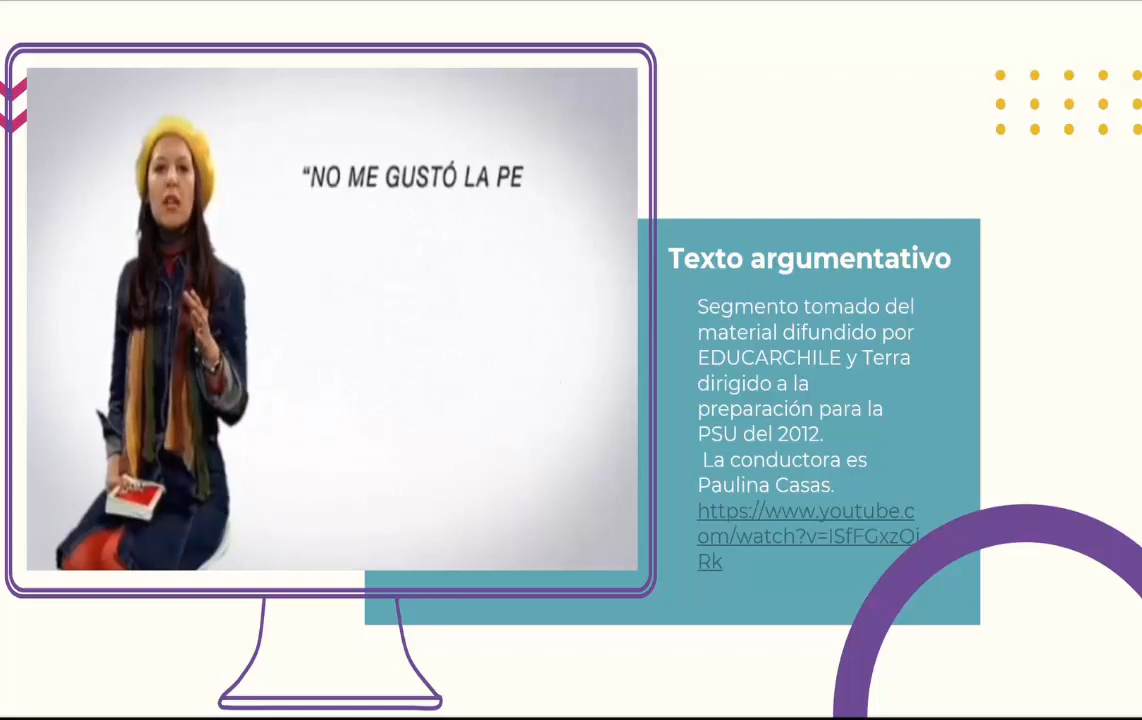 “NO ME GUSTÓ LA PE
Texto argumentativo
Segmento tomado del
material difundido por
EDUCARCHILE y Terra
dirigido a la
preparación para la
PSU del 2012.
La conductora es
Paulina Casas.
https://www.youtube.c
om/watch?v=ISfFGxzQi
Rk